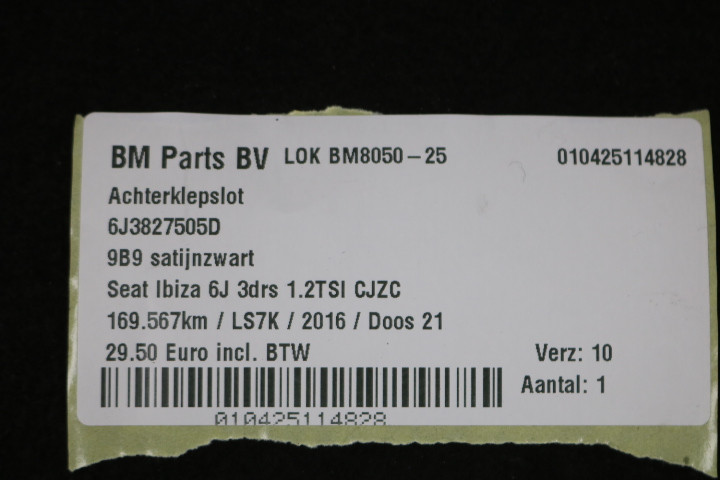 BM Parts BV LOK BM8050-25 010425114828
Achterklepslot
6J3827505D
9B9 satijnzwart
Seat Ibiza 6J 3drs 1.2TSI CJZC
169.567km / LS7K / 2016 / Doos 21
29.50 Euro incl. BTW Verz: 10
Aantal: 1
010425114828